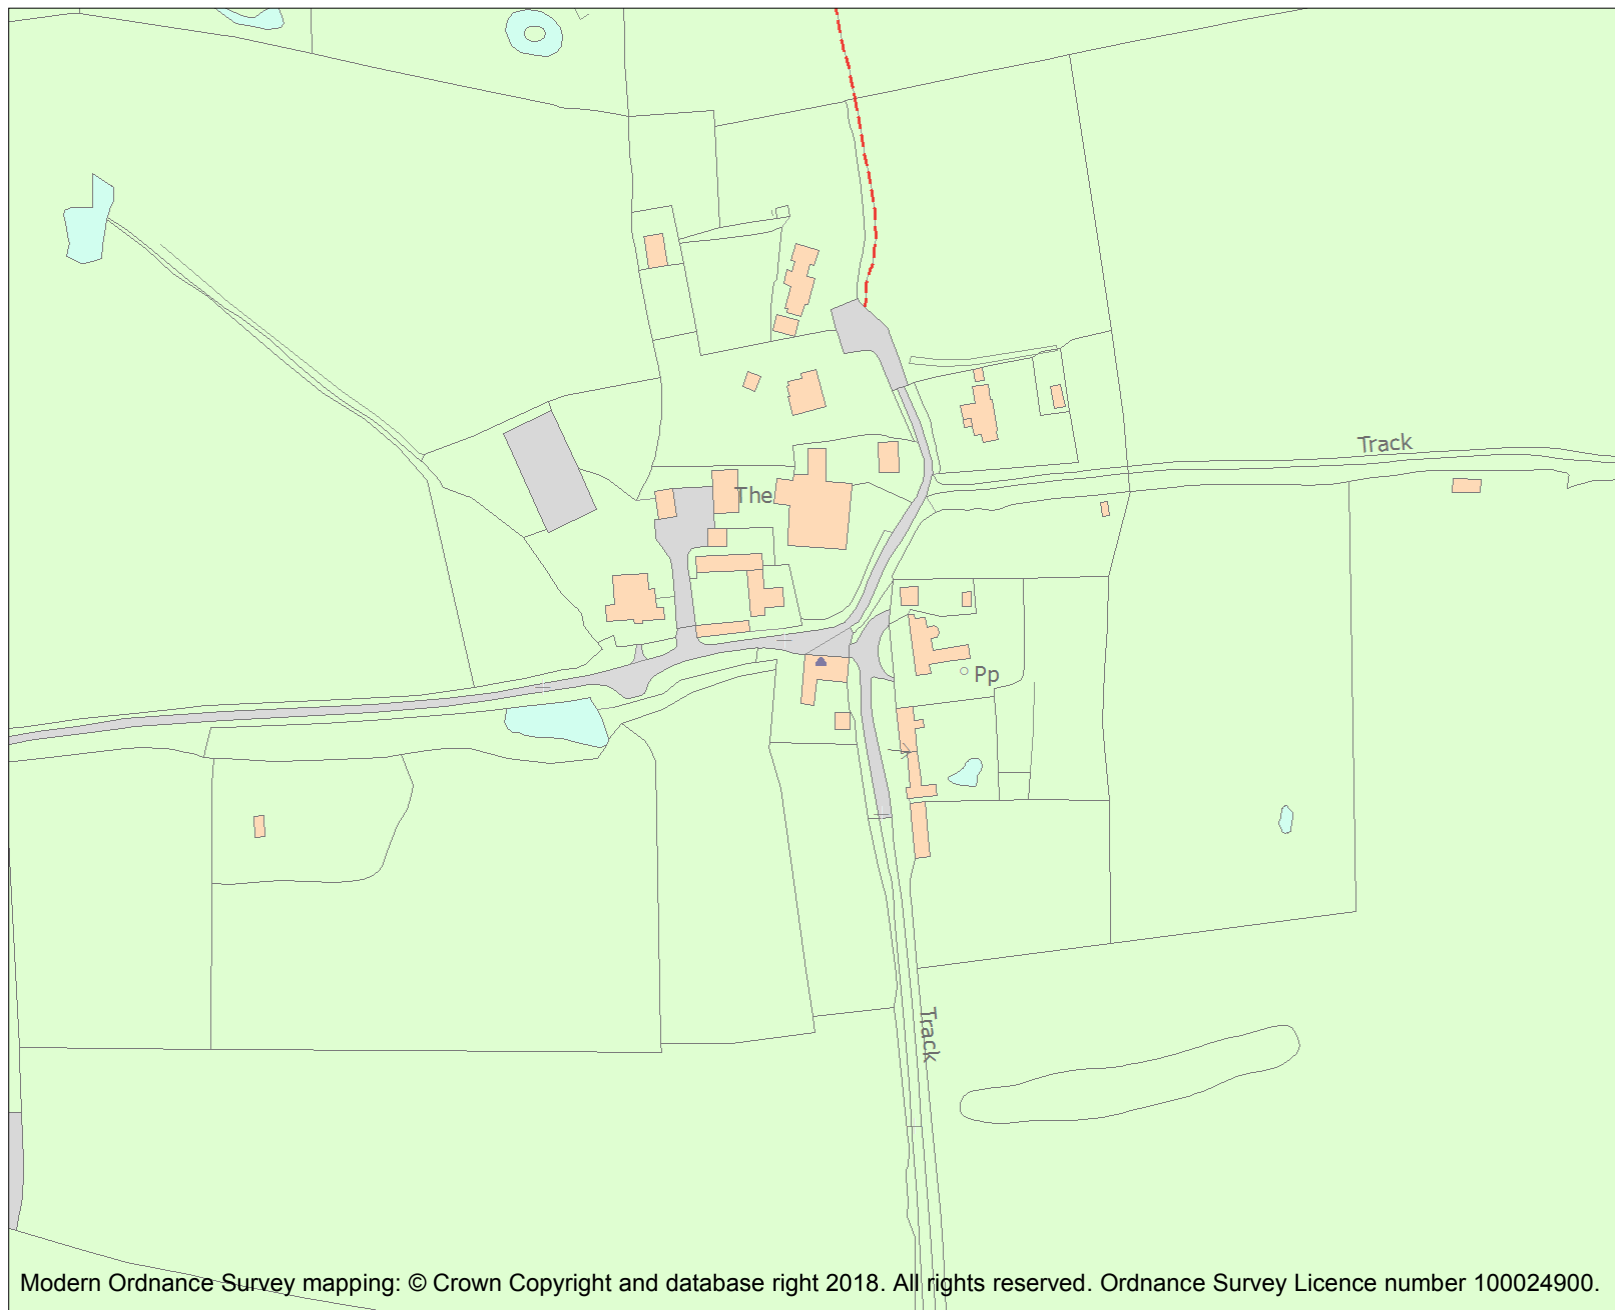 Track
The
Pp
Track
Modern Ordnance Survey mapping: © Crown Copyright and database right 2018. All rights reserved. Ordnance Survey Licence number 100024900.